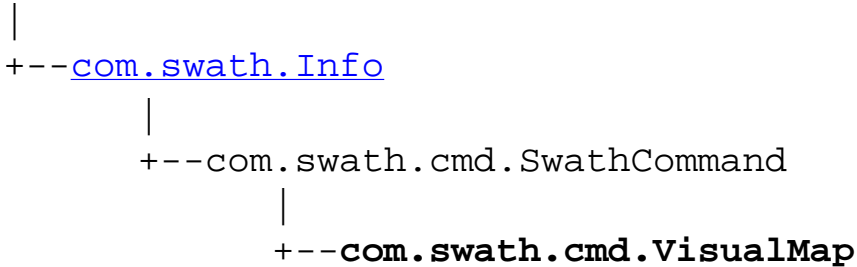 |
+--com.swath.Info
      |
      +--com.swath.cmd.SwathCommand
            |
            +--com.swath.cmd.VisualMap